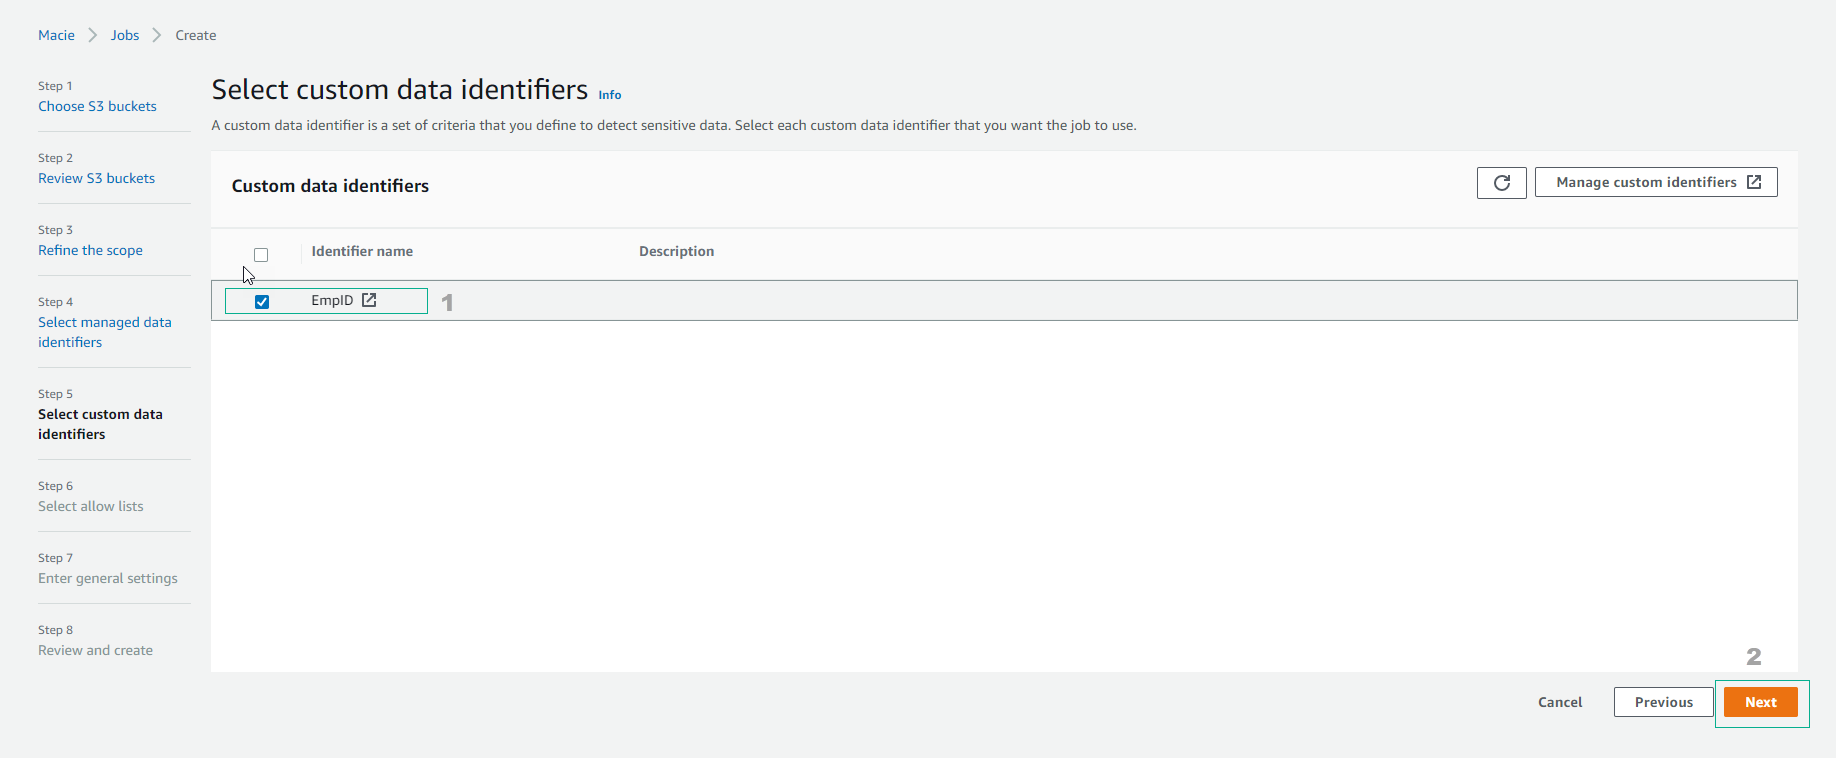 Macie > Jobs > Create
Step 1
Choose S3 buckets
Step 2
Review S3 buckets
Step 3
Refine the scope
Step 4
Select managed data
identifiers
Step 5
Select custom data
identifiers
Step 6
Select allow lists
Step 7
Enter general settings
Step 8
Review and create
Select custom data identifiers Info
A custom data identifier is a set of criteria that you define to detect sensitive data. Select each custom data identifier that you want the job to use.
Custom data identifiers
Manage custom identifiers
Identifier name Description
EmpID 1
2
Cancel Previous Next